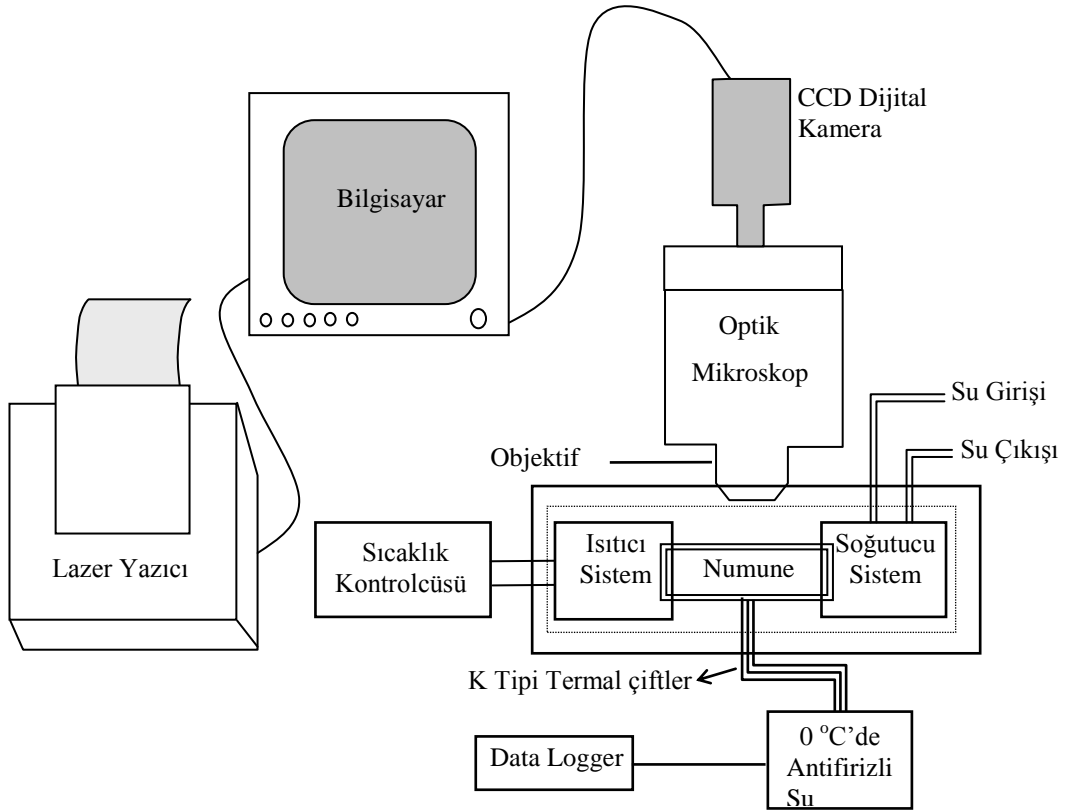 CCD Dijital
Kamera
Bilgisayar
Optik
Mikroskop
Su Girişi
Su Çıkışı
Objektif
Lazer Yazıcı
Sıcaklık
Kontrolcüsü
Isıtıcı
Sistem
Numune
Soğutucu
Sistem
K Tipi Termal çiftler
Data Logger
0 °C’de
Antifirizli
Su